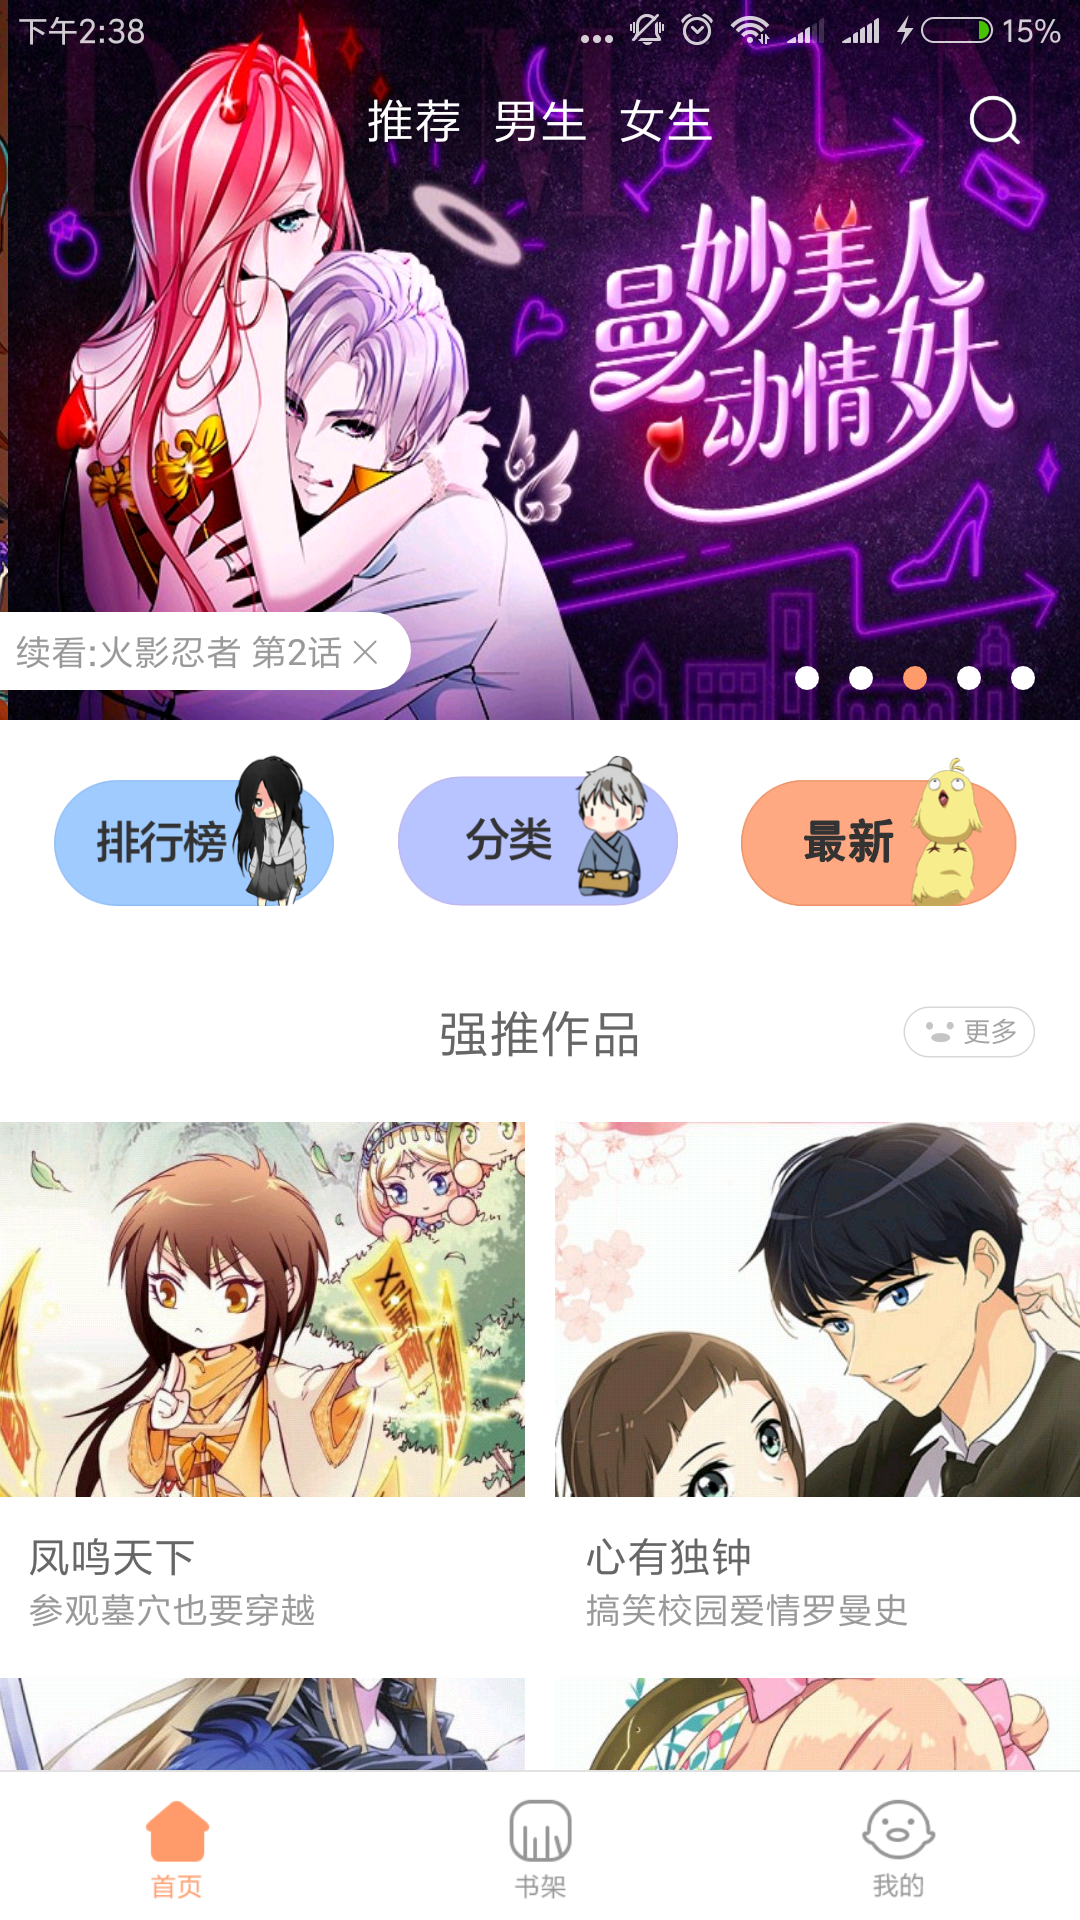 下午2:38
15%
推荐 男生 女生
DEMON
曼妙美人
动情妖
续看:火影忍者 第2话
排行榜
分类
最新
强推作品
更多
凤鸣天下
参观墓穴也要穿越
心有独钟
搞笑校园爱情罗曼史
首页
书架
我的